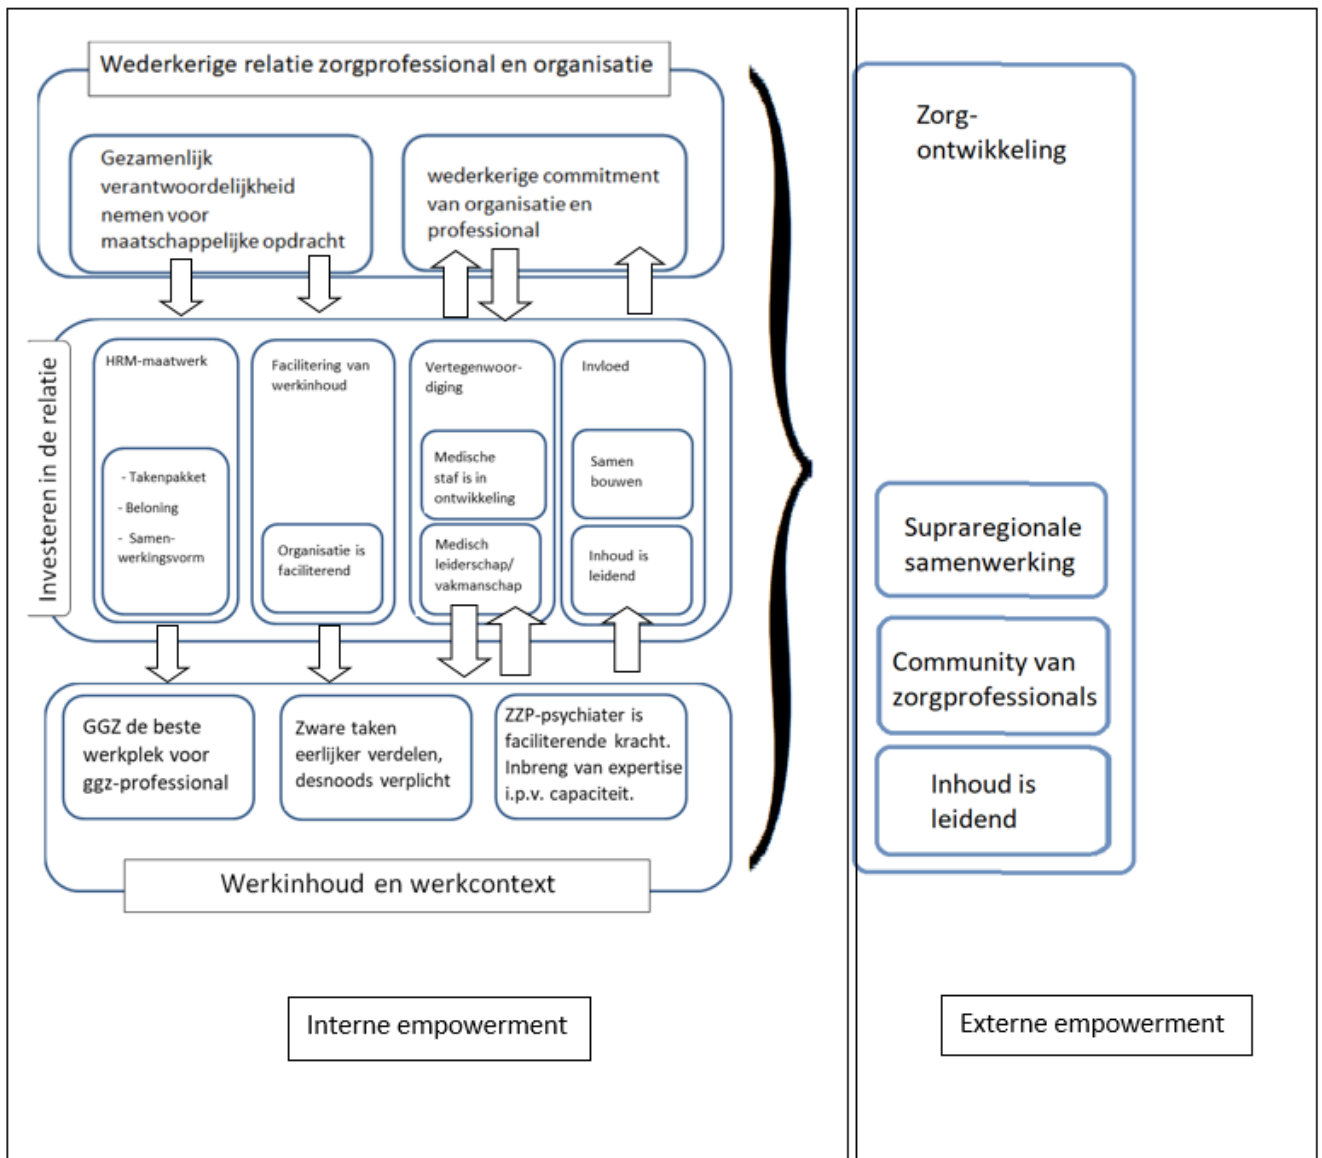 Wederkerige relatie zorgprofessional en organisatie
Gezamenlijk
verantwoordelijkheid
nemen voor
maatschappelijke opdracht
wederkerige commitment
van organisatie en
professional
Investeren in de relatie
HRM-maatwerk
- Takenpakket
- Beloning
- Samen-
werkingsvorm
Facilitering van
werkinhoud
Organisatie is
faciliterend
Vertegenwoor-
diging
Medische
staf is in
ontwikkeling
Medisch
leiderschap/
vakmanschap
Invloed
Samen
bouwen
Inhoud is
leidend
GGZ de beste
werkplek voor
ggz-professional
Zware taken
eerlijker verdelen,
desnoods verplicht
ZZP-psychiater is
faciliterende kracht.
Inbreng van expertise
i.p.v. capaciteit.
Werkinhoud en werkcontext
Interne empowerment
Zorg-
ontwikkeling
Supraregionale
samenwerking
Community van
zorgprofessionals
Inhoud is
leidend
Externe empowerment